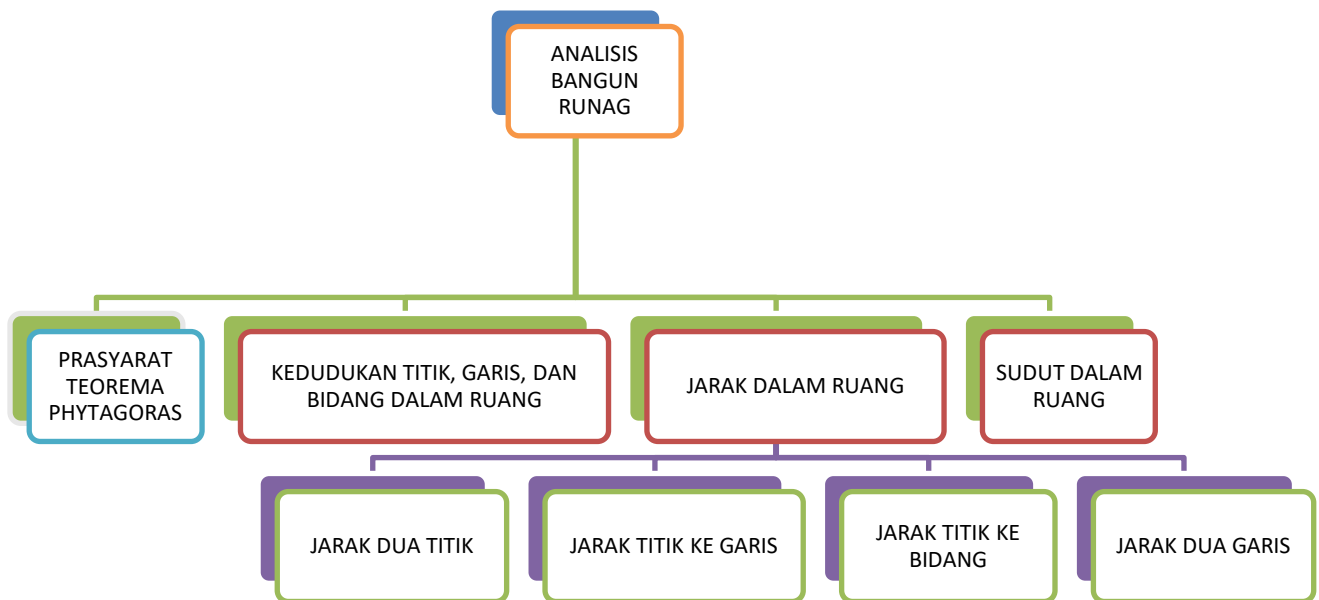 ANALISIS
BANGUN
RUNAG
PRASYARAT
TEOREMA
PHYTAGORAS
KEDUDUKAN TITIK, GARIS, DAN
BIDANG DALAM RUANG
JARAK DALAM RUANG
SUDUT DALAM
RUANG
JARAK DUA TITIK
JARAK TITIK KE GARIS
JARAK TITIK KE
BIDANG
JARAK DUA GARIS